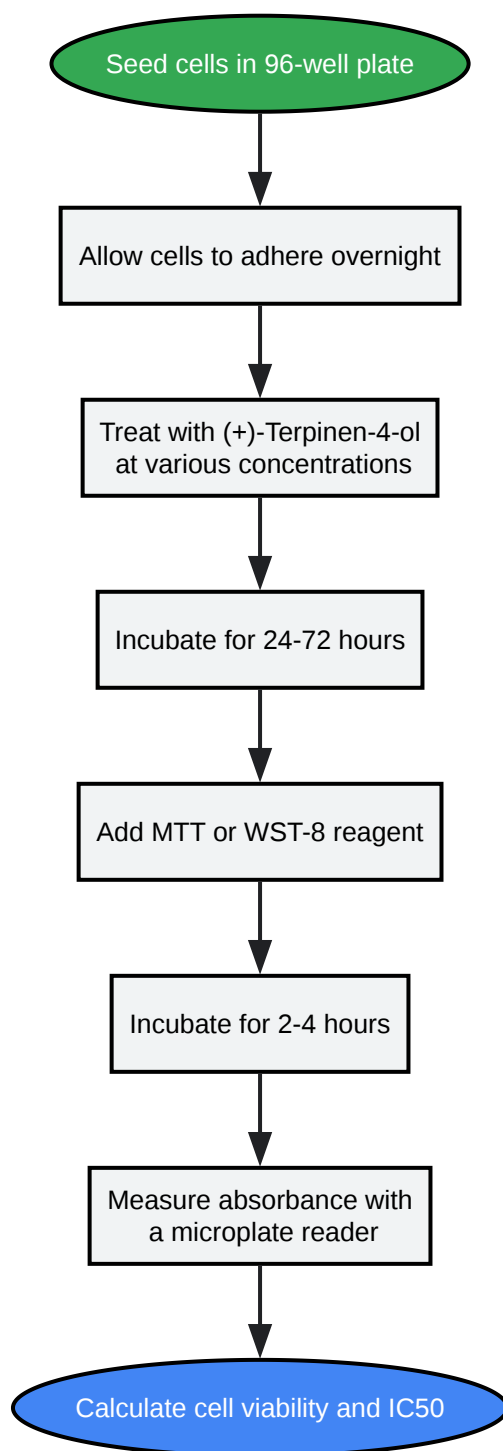 Seed cells in 96-well plate
Allow cells to adhere overnight
Treat with (+)-Terpinen-4-ol
at various concentrations
Incubate for 24-72 hours
Add MTT or WST-8 reagent
Incubate for 2-4 hours
Measure absorbance with
a microplate reader
Calculate cell viability and IC50